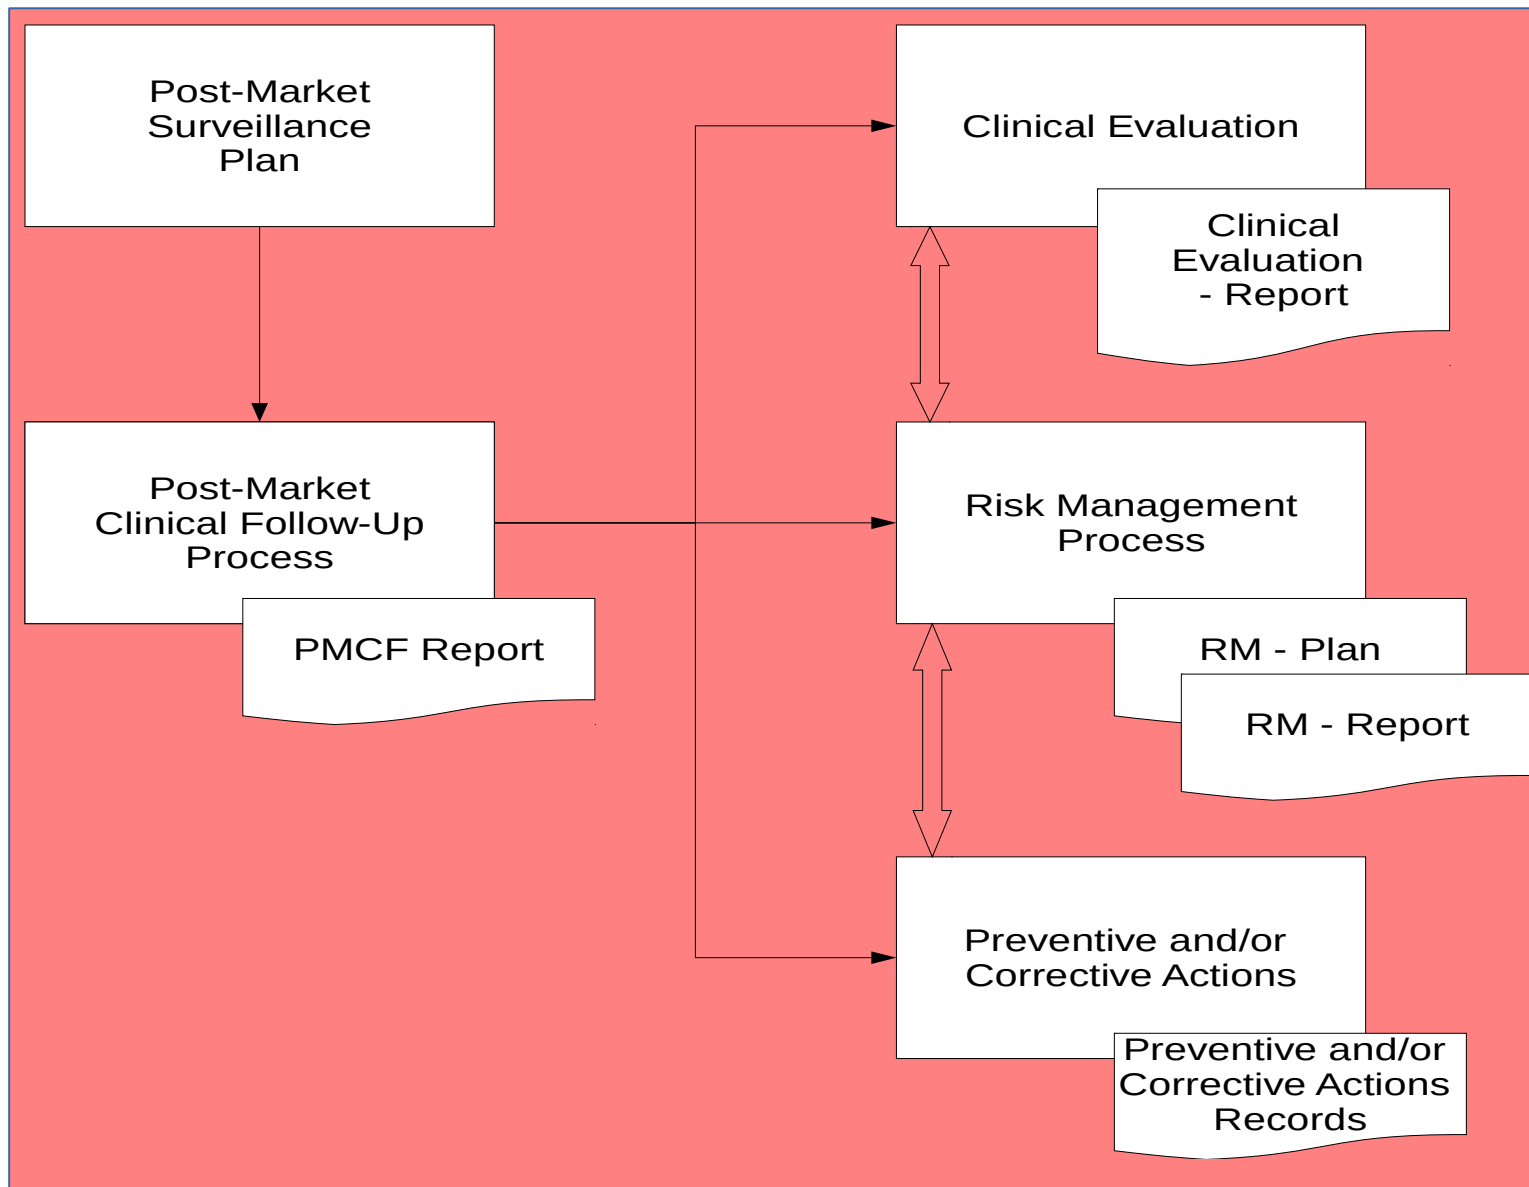 Post-Market
Surveillance
Plan
Clinical Evaluation
Clinical
Evaluation
- Report
Post-Market
Clinical Follow-Up
Process
PMCF Report
Risk Management
Process
RM - Plan
RM - Report
Preventive and/or
Corrective Actions
Preventive and/or
Corrective Actions
Records